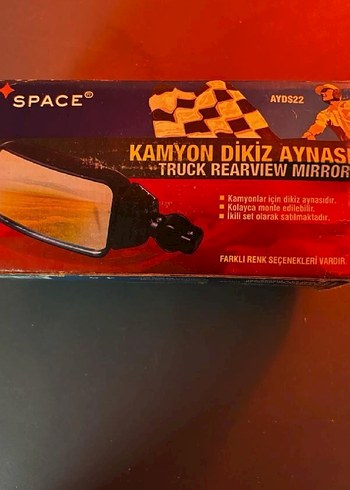 SPACE®
AYDS22
KAMYON DİKİZ AYNASI
TRUCK REARVIEW MIRROR
Kamyonlar için dikiz aynasıdır.
Kolayca monte edilebilir.
İkili set olarak satılmaktadır.
FARKLI RENK SEÇENEKLERİ VARDIR.